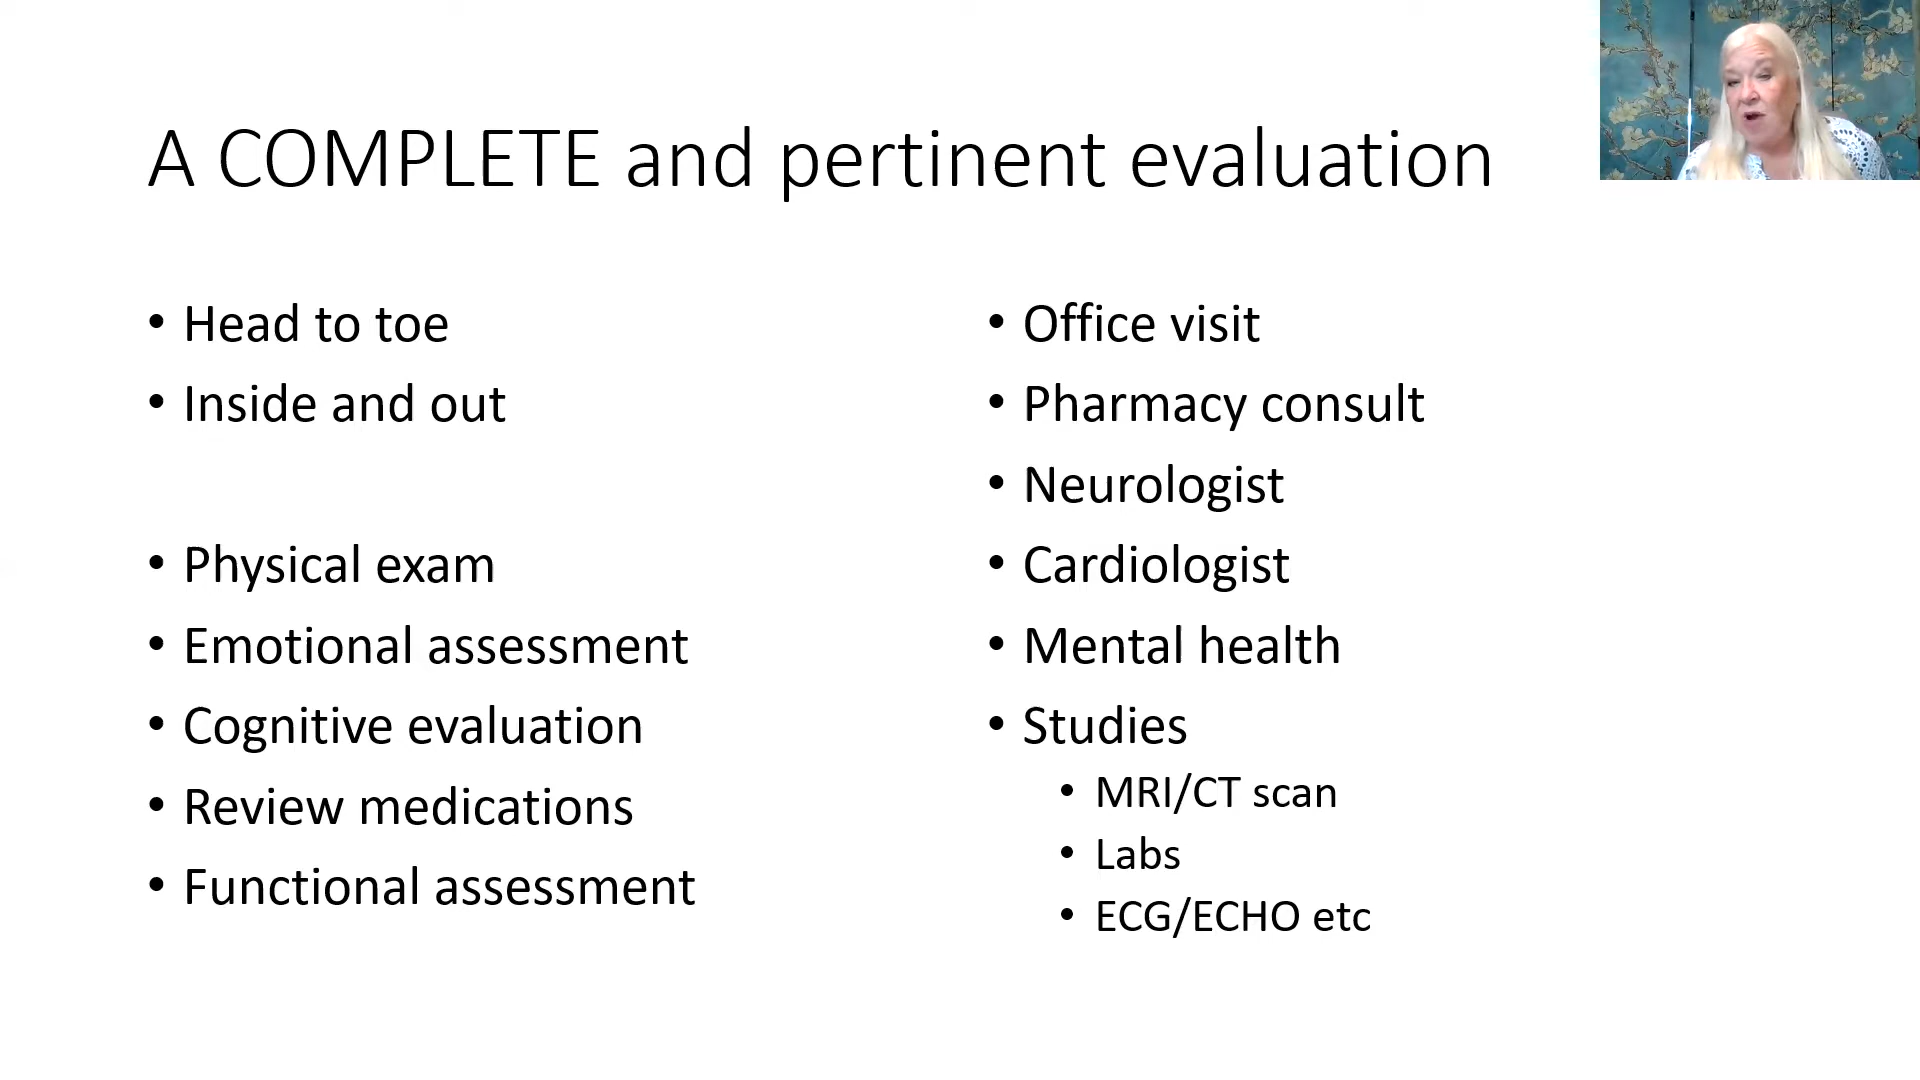 A COMPLETE and pertinent evaluation
• Head to toe
• Inside and out
• Physical exam
• Emotional assessment
• Cognitive evaluation
• Review medications
• Functional assessment
• Office visit
• Pharmacy consult
• Neurologist
• Cardiologist
• Mental health
• Studies
• MRI/CT scan
• Labs
• ECG/ECHO etc